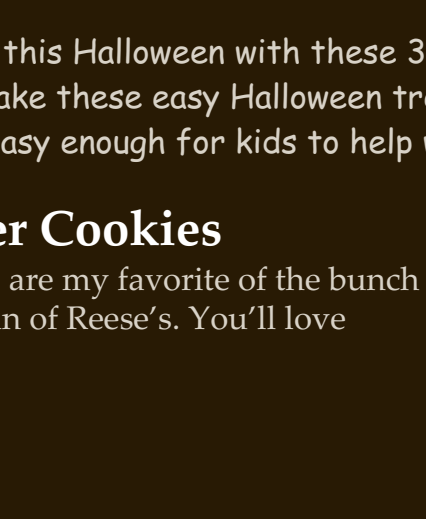 this Halloween with these 3
ake these easy Halloween tr
asy enough for kids to help
er Cookies
are my favorite of the bunch
n of Reese's. You'll love